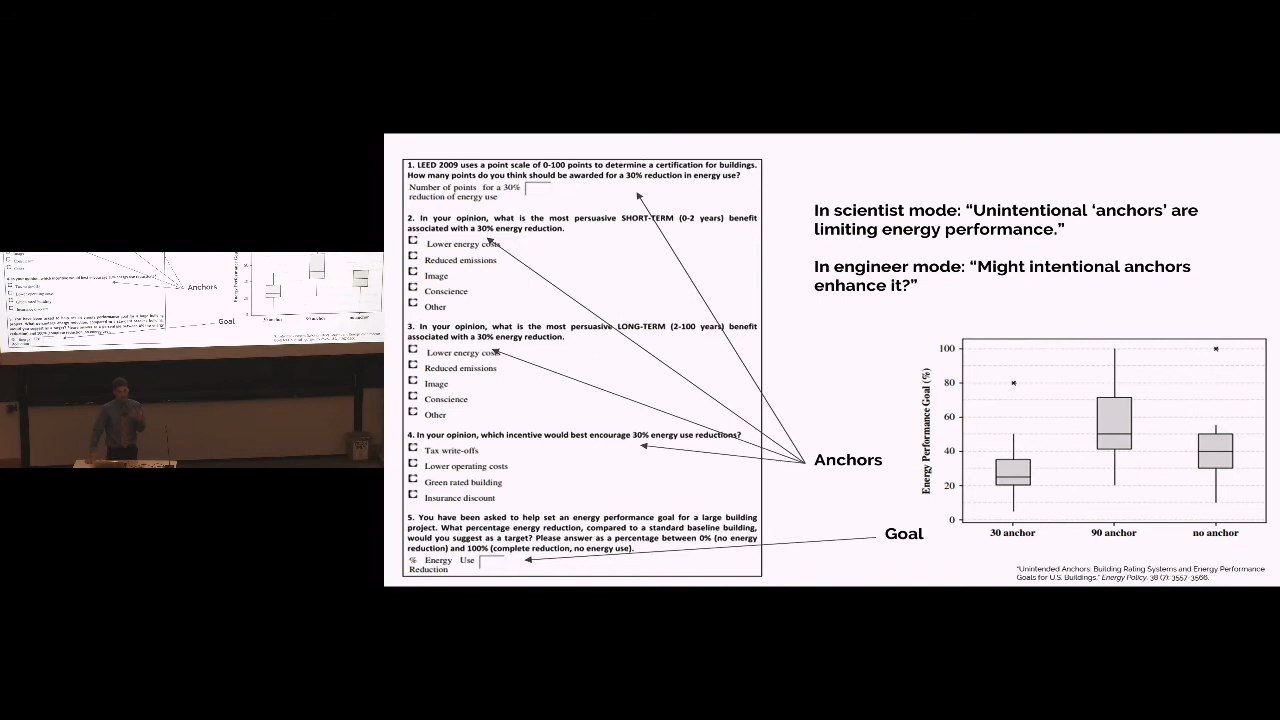 1. LEED 2009 uses a point scale of 0-100 points to determine a certification for buildings.
How many points do you think should be awarded for a 30% reduction in energy use?
Number of points for a 30%
reduction of energy use
2. In your opinion, what is the most persuasive SHORT-TERM (0-2 years) benefit
associated with a 30% energy reduction.
Lower energy costs
Reduced emissions
Image
Conscience
Other
3. In your opinion, what is the most persuasive LONG-TERM (2-100 years) benefit
associated with a 30% energy reduction.
Lower energy costs
Reduced emissions
Image
Conscience
Other
4. In your opinion, which incentive would best encourage 30% energy use reductions?
Tax write-offs
Lower operating costs
Green rated building
Insurance discount
5. You have been asked to help set an energy performance goal for a large building
project. What percentage energy reduction, compared to a standard baseline building,
would you suggest as a target? Please answer as a percentage between 0% (no energy
reduction) and 100% (complete reduction, no energy use).
% Energy Use
Reduction
In scientist mode: “Unintentional ‘anchors’ are
limiting energy performance.”
In engineer mode: “Might intentional anchors
enhance it?”
Anchors
Goal
Energy Performance Goal (%)
100
80
60
40
20
0
30 anchor
90 anchor
no anchor
"Unintended Anchors: Building Rating Systems and Energy Performance
Goals for U.S. Buildings." Energy Policy. 38 (7): 3557-3566.
Anchors
Goal